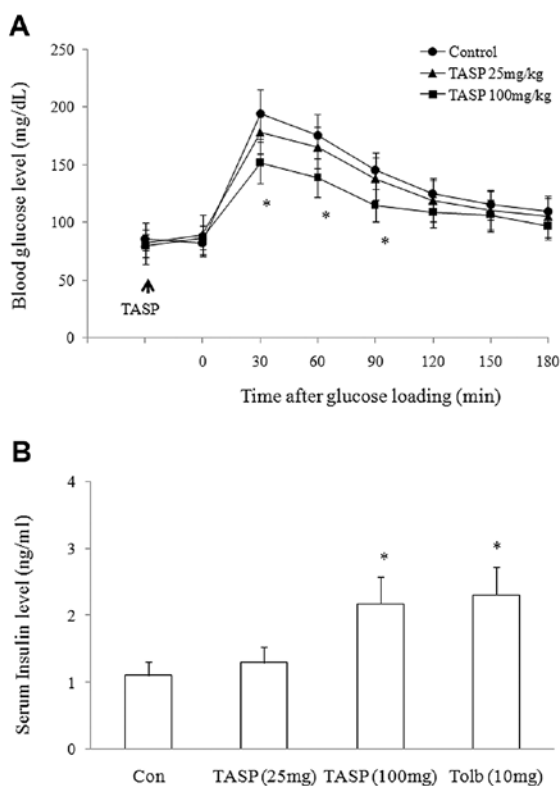 A
Control
TASP 25mg/kg
TASP 100mg/kg
Blood glucose level (mg/dL)
250
200
150
100
50
0
*
*
*
TASP
0 30 60 90 120 150 180
Time after glucose loading (min)
B
Serum Insulin level (ng/ml)
4
3
2
1
0
*
*
Con TASP (25mg) TASP (100mg) Tolb (10mg)